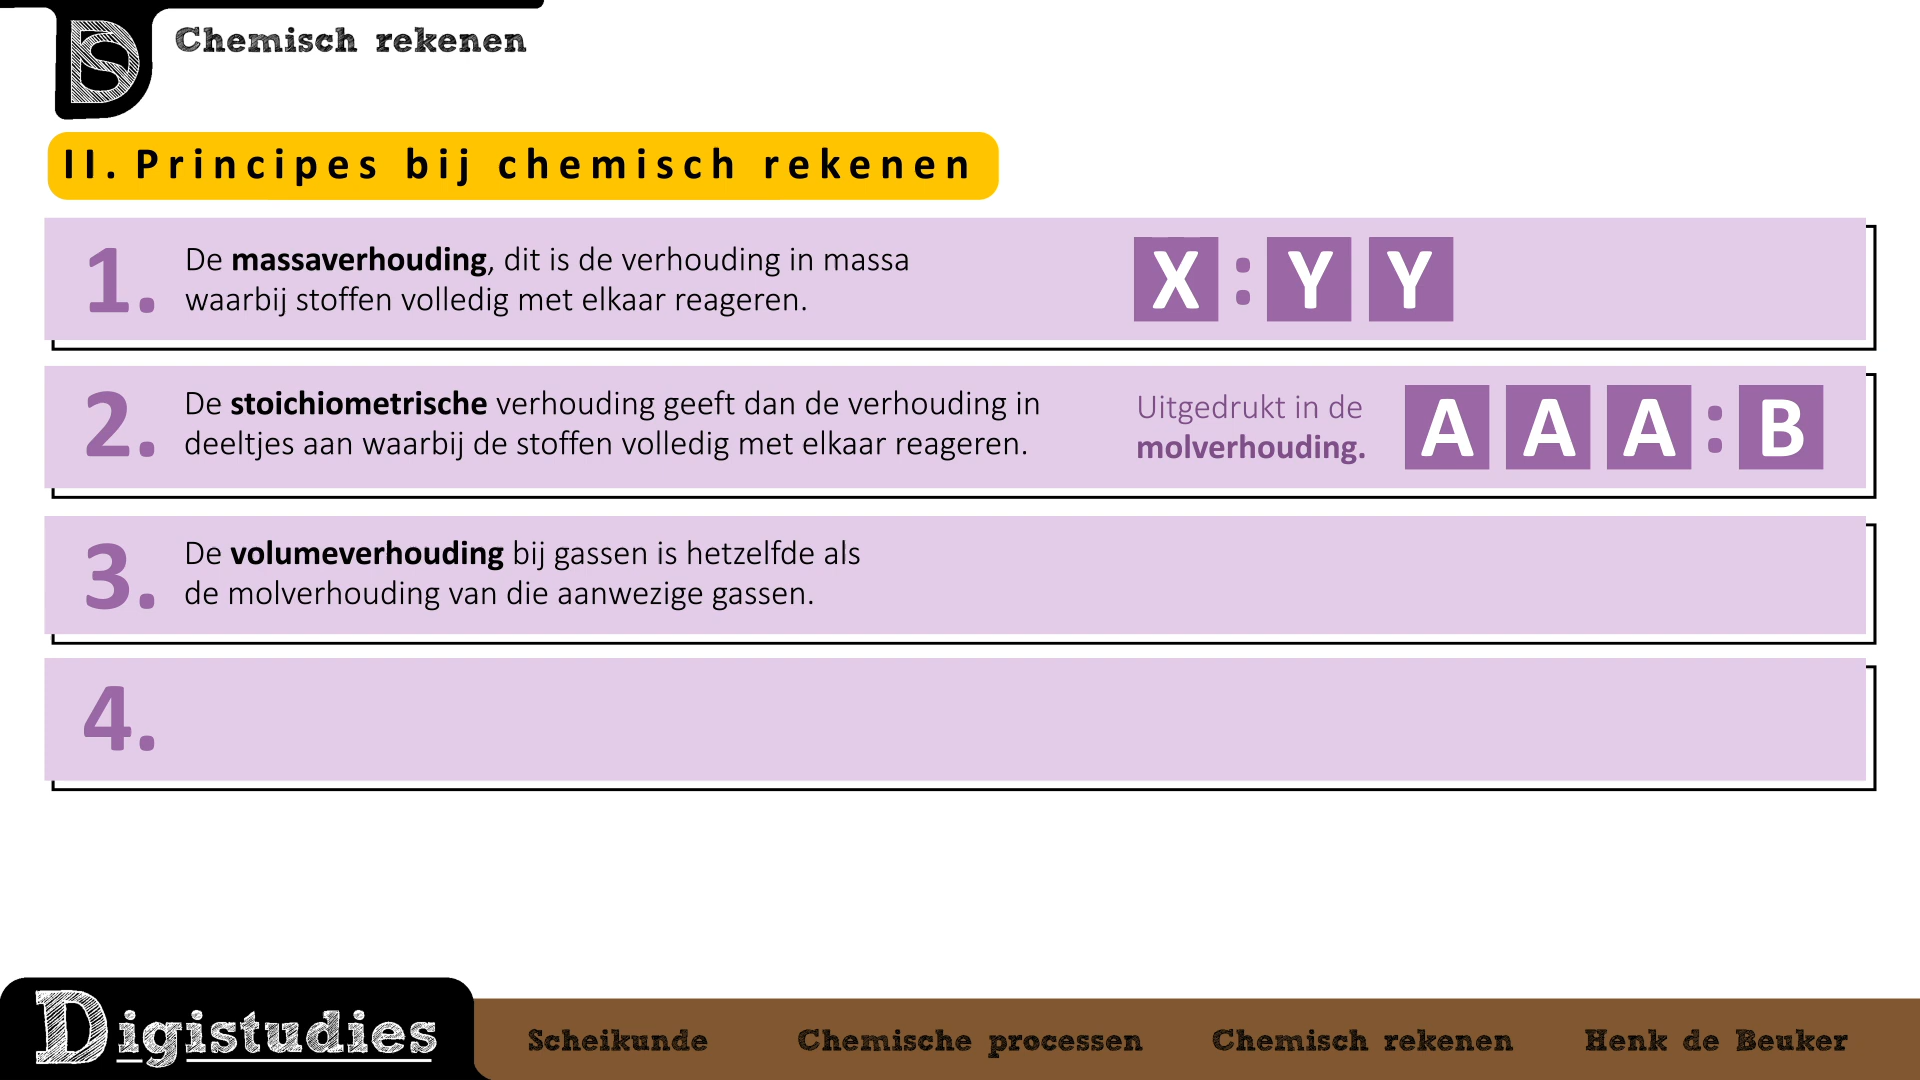 DS
Chemisch rekenen
II. Principes bij chemisch rekenen
1.
De massaverhouding, dit is de verhouding in massa
waarbij stoffen volledig met elkaar reageren.
X : Y Y
2.
De stoichiometrische verhouding geeft dan de verhouding in
deeltjes aan waarbij de stoffen volledig met elkaar reageren.
Uitgedrukt in de
molverhouding.
A A A : B
3.
De volumeverhouding bij gassen is hetzelfde als
de molverhouding van die aanwezige gassen.
4.
Digistudies
Scheikunde
Chemische processen
Chemisch rekenen
Henk de Beuker